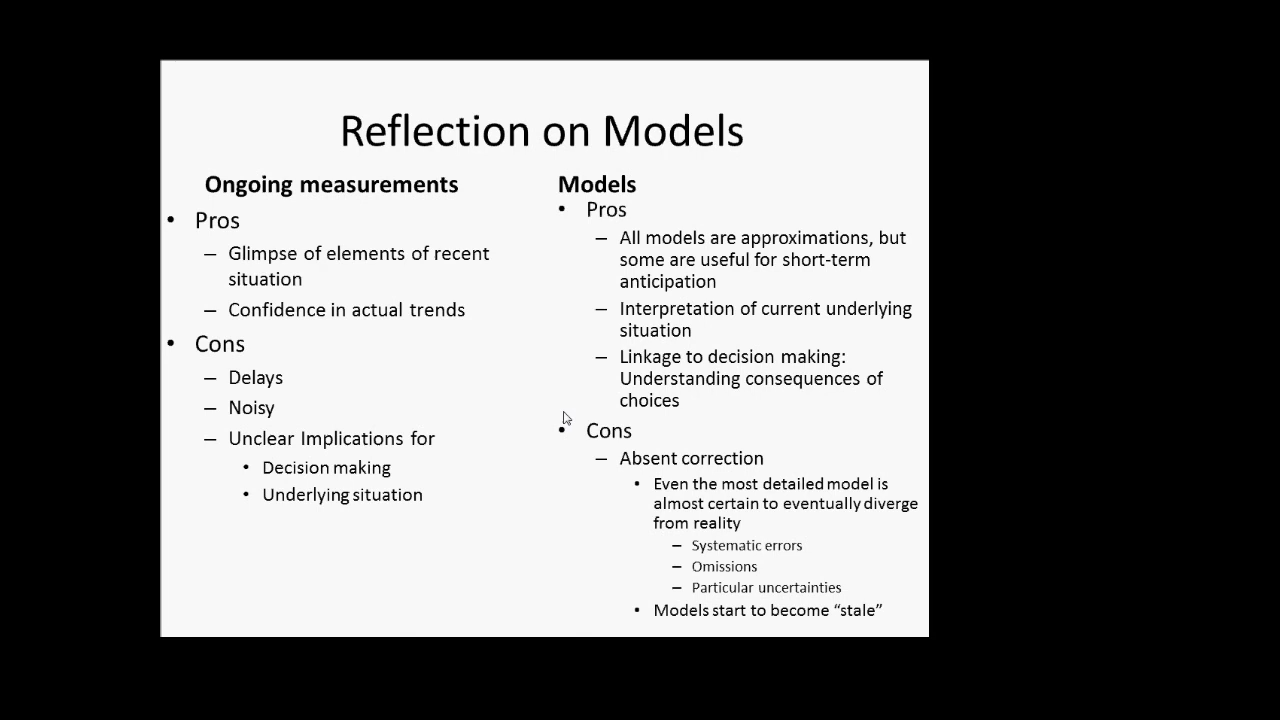 Reflection on Models
Ongoing measurements
• Pros
– Glimpse of elements of recent
situation
– Confidence in actual trends
• Cons
– Delays
– Noisy
– Unclear Implications for
• Decision making
• Underlying situation
Models
• Pros
– All models are approximations, but
some are useful for short-term
anticipation
– Interpretation of current underlying
situation
– Linkage to decision making:
Understanding consequences of
choices
• Cons
– Absent correction
• Even the most detailed model is
almost certain to eventually diverge
from reality
– Systematic errors
– Omissions
– Particular uncertainties
• Models start to become “stale”